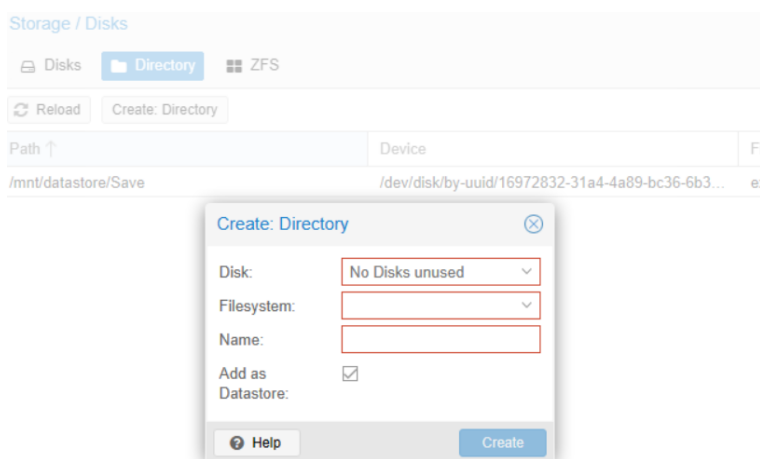 Storage / Disks
Disks Directory ZFS
Reload Create: Directory
Path ↑ Device F
/mnt/datastore/Save /dev/disk/by-uuid/16972832-31a4-4a89-bc36-6b3... e
Create: Directory
Disk: No Disks unused
Filesystem:
Name:
Add as
Datastore:
Help Create